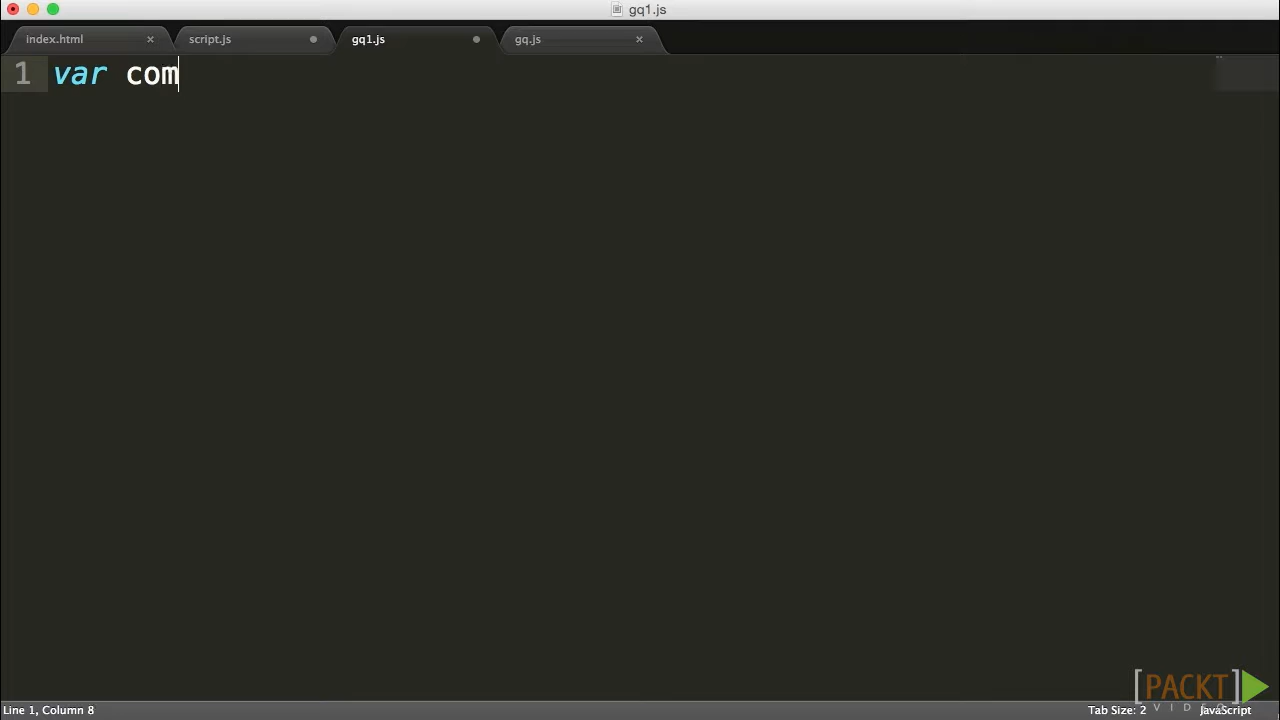 gq1.js
index.html
script.js
gq1.js
gq.js
1 var com
[PACKT]
VIDEO
Line 1, Column 8
Tab Size: 2
JavaScript